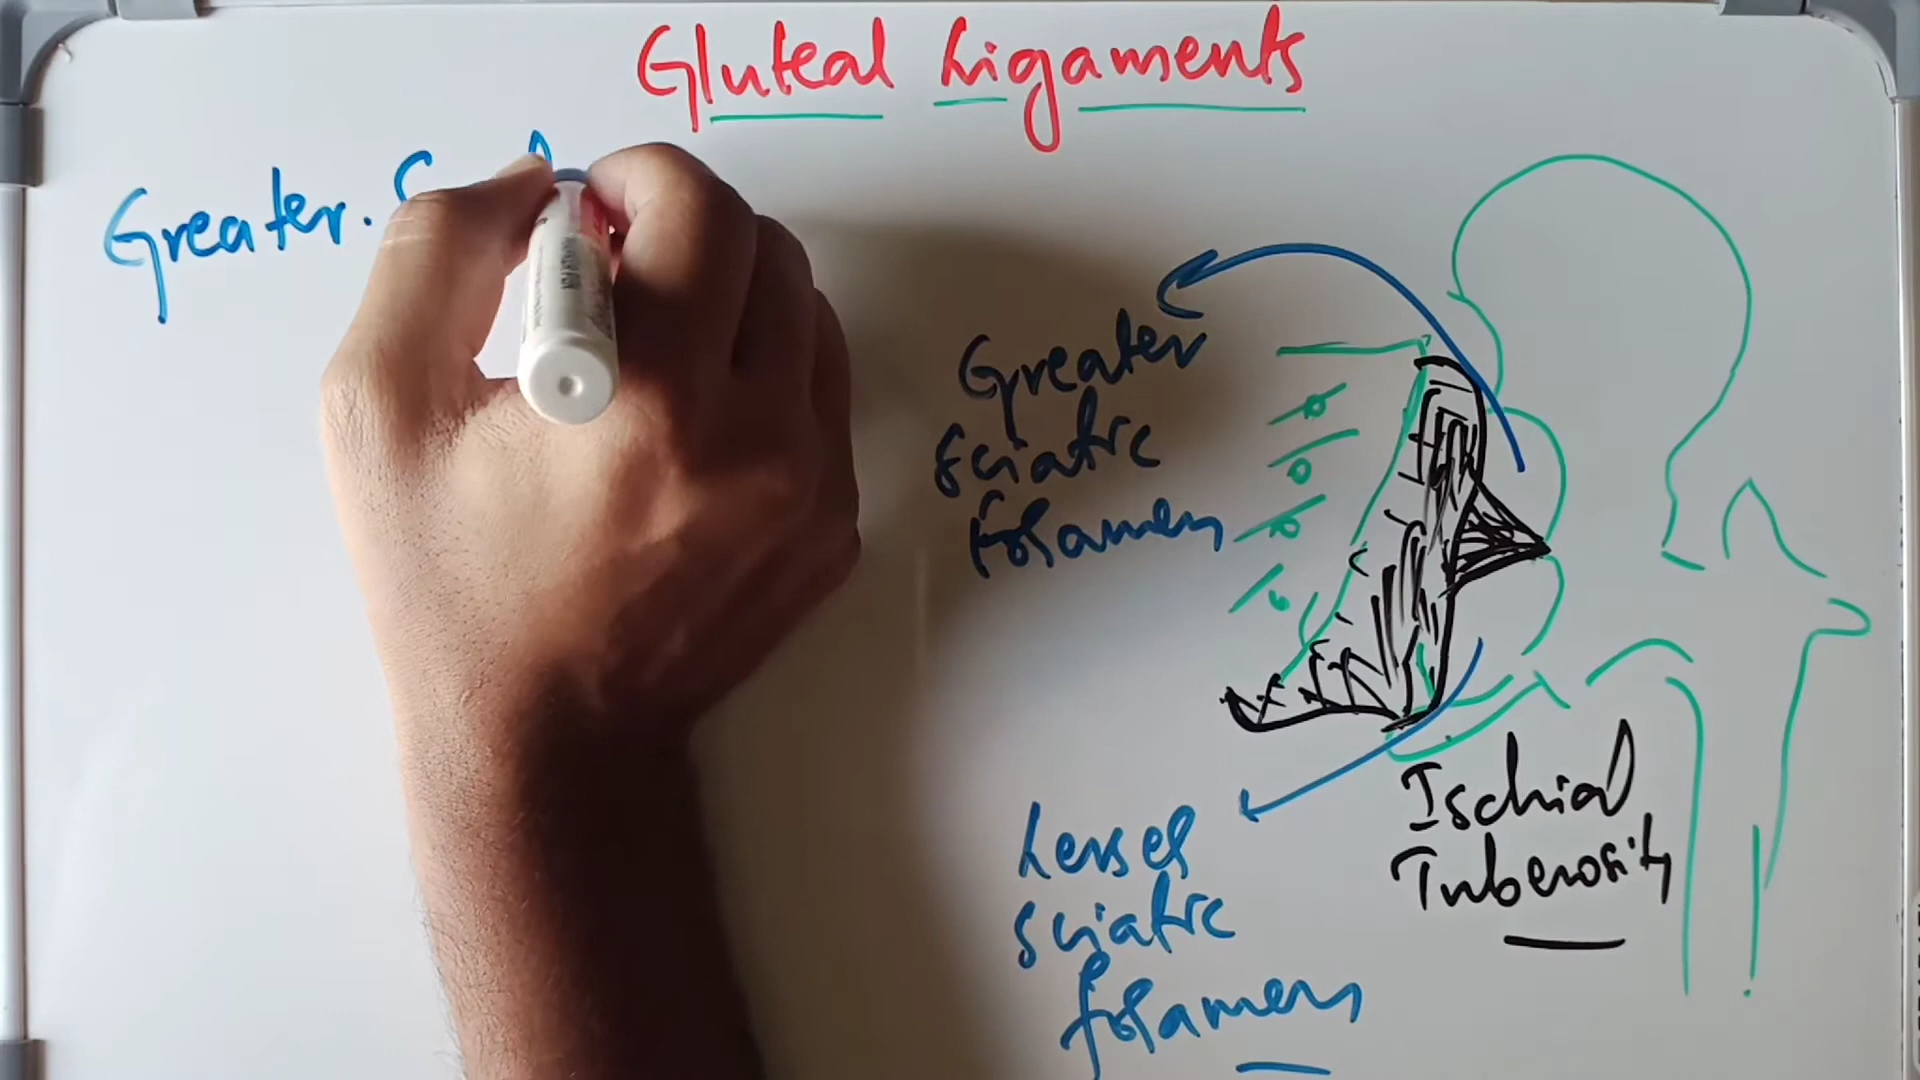 Gluteal Ligaments
Greater. S
Greater
Sciatic
Foramen
Lesser
Sciatic
foramen
Ischial
Tuberosity